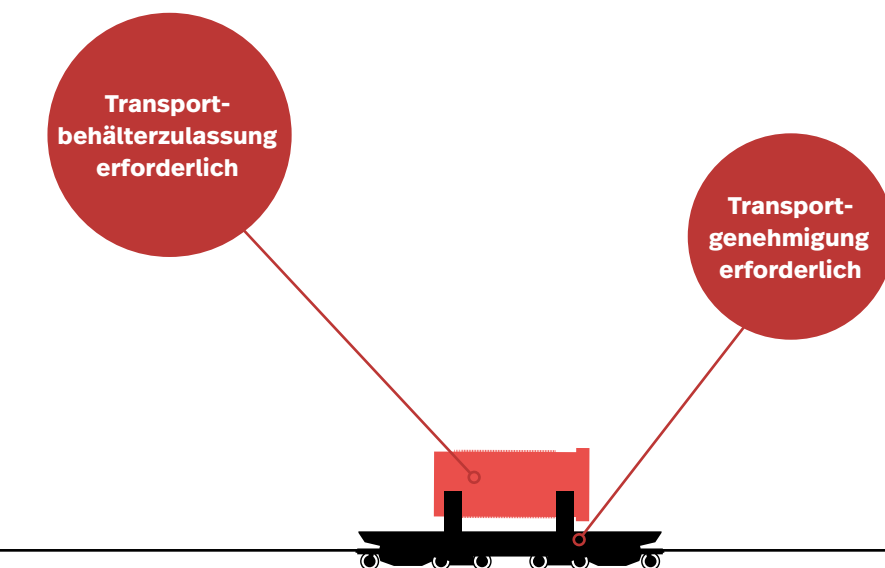 Transport-
behälterzulassung
erforderlich
Transport-
genehmigung
erforderlich